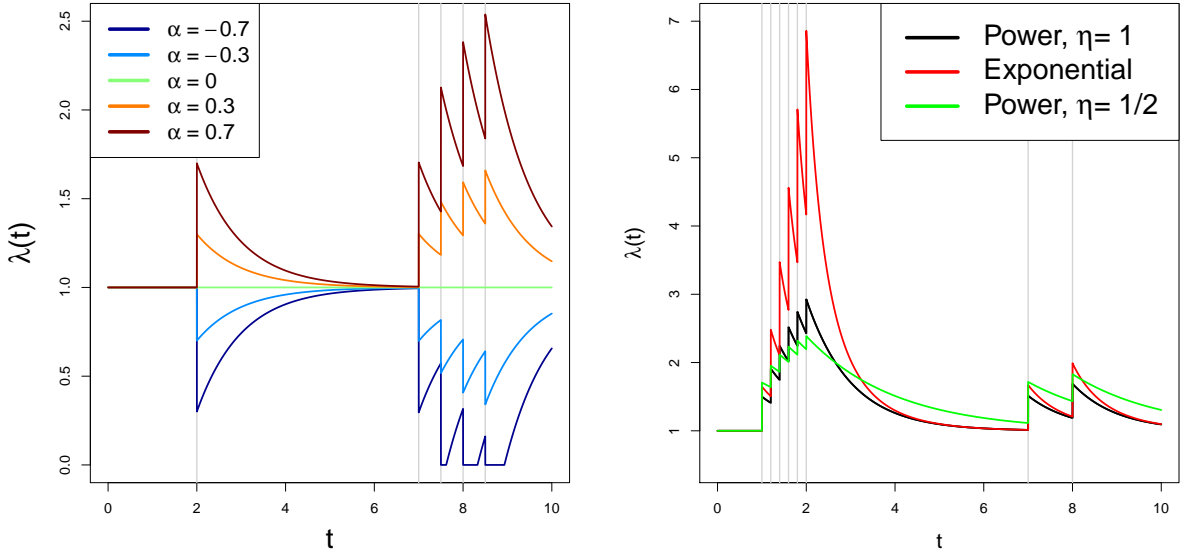 α = −0.7
α = −0.3
α = 0
α = 0.3
α = 0.7
λ(t)
2.5
2.0
1.5
1.0
0.5
0.0
0 2 4 6 8 10
t
Power, η= 1
Exponential
Power, η= 1/2
λ(t)
7
6
5
4
3
2
1
0 2 4 6 8 10
t